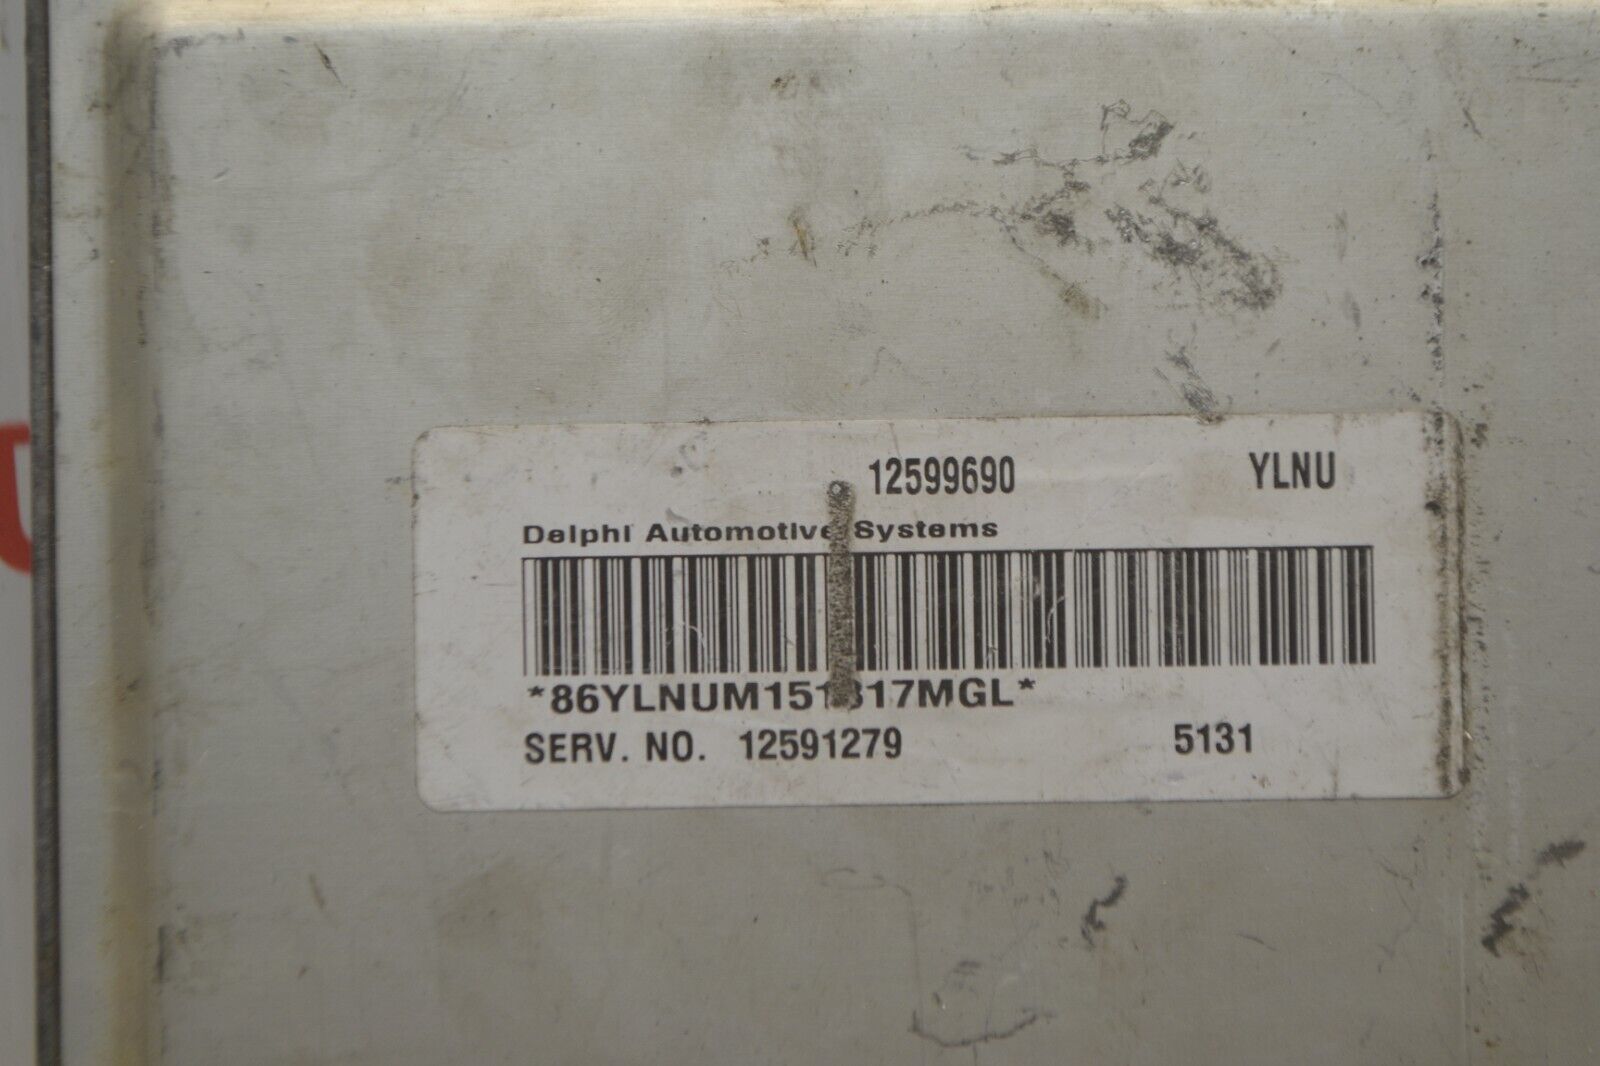 12599690 YLNU
Delphi Automotive Systems
SERV. NO. 12591279 5131